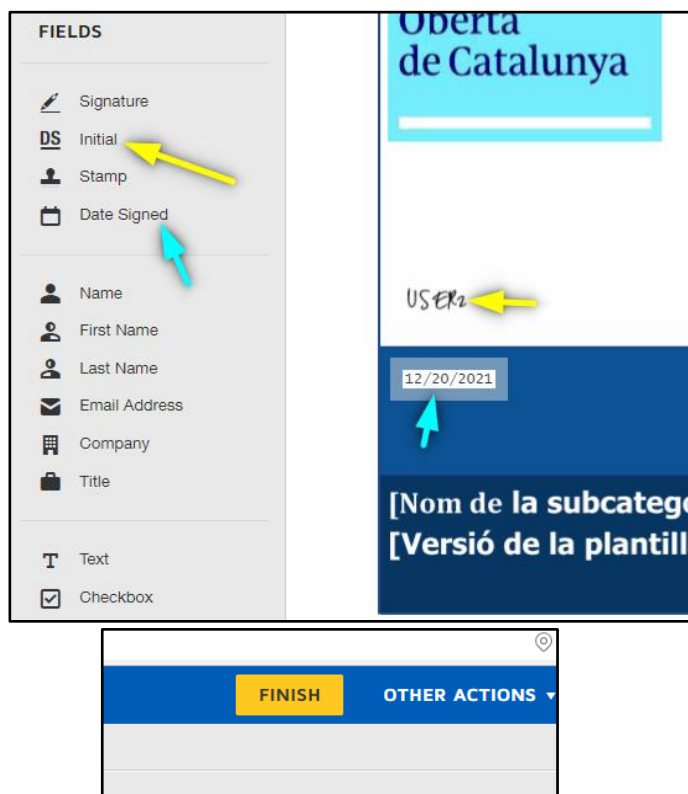 FIELDS
Signature
DS Initial
Stamp
Date Signed
Name
First Name
Last Name
Email Address
Company
Title
T Text
Checkbox
Oberta
de Catalunya
USER2
12/20/2021
[Nom de la subcatego
[Versió de la plantill
FINISH OTHER ACTIONS